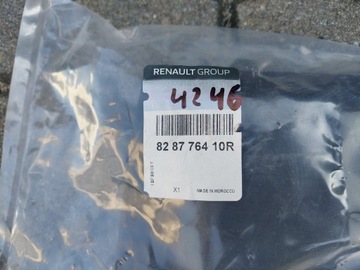 RENAULT GROUP
4246
82 87 764 10R
X1
MADE IN MOROCCO